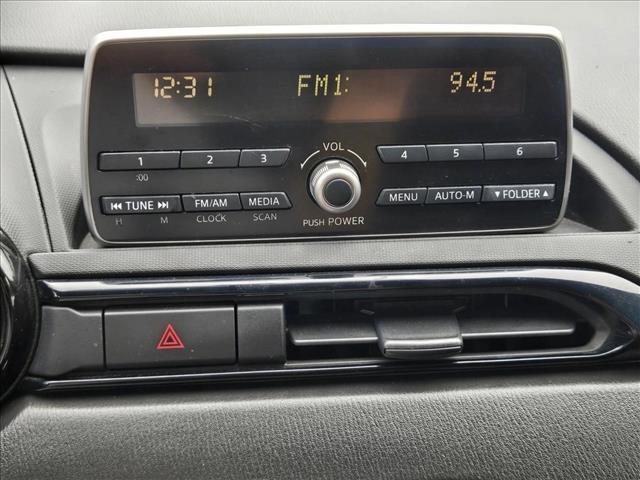 12:31 FM1: 94.5
VOL
1 2 3 4 5 6
:00
⏮ TUNE ⏭ FM/AM MEDIA MENU AUTO-M ▼FOLDER▲
H M CLOCK SCAN PUSH POWER